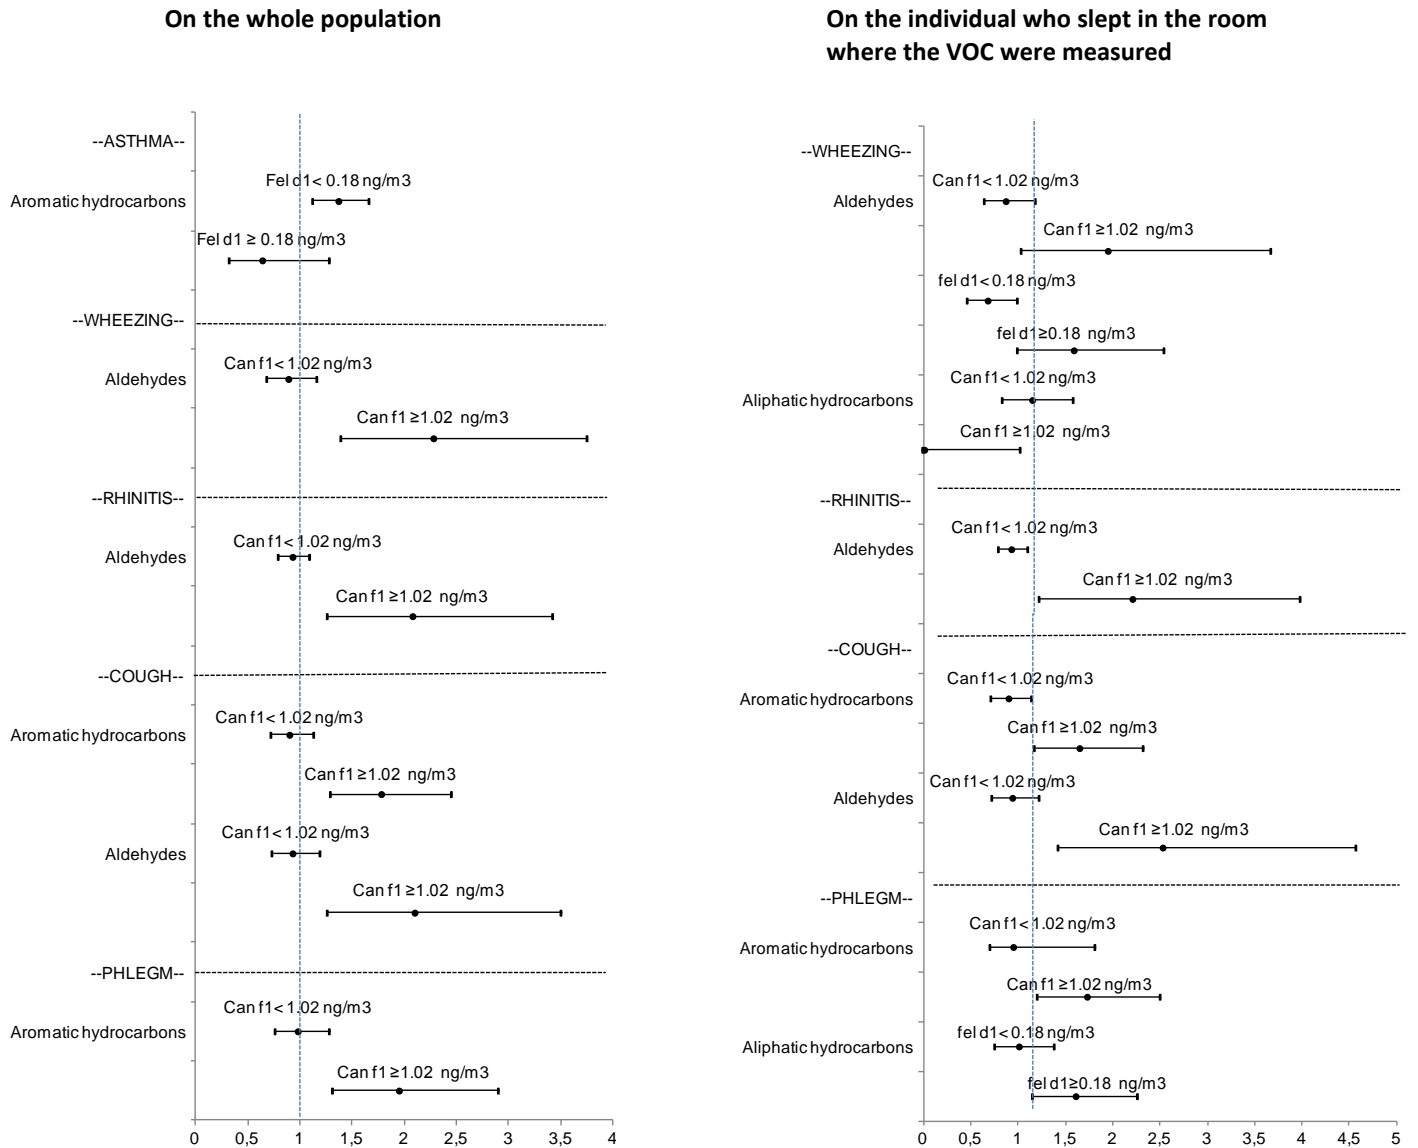 On the whole population
--ASTHMA--
Fel d1< 0.18 ng/m3
Aromatic hydrocarbons
Fel d1 ≥ 0.18 ng/m3
--WHEEZING--
Can f1< 1.02 ng/m3
Aldehydes
Can f1 ≥1.02 ng/m3
--RHINITIS--
Can f1< 1.02 ng/m3
Aldehydes
Can f1 ≥1.02 ng/m3
--COUGH--
Can f1< 1.02 ng/m3
Aromatic hydrocarbons
Can f1 ≥1.02 ng/m3
Can f1< 1.02 ng/m3
Aldehydes
Can f1 ≥1.02 ng/m3
--PHLEGM--
Can f1< 1.02 ng/m3
Aromatic hydrocarbons
Can f1 ≥1.02 ng/m3
0 0,5 1 1,5 2 2,5 3 3,5 4
On the individual who slept in the room
where the VOC were measured
--WHEEZING--
Can f1< 1.02 ng/m3
Aldehydes
Can f1 ≥1.02 ng/m3
fel d1< 0.18 ng/m3
fel d1≥0.18 ng/m3
Can f1< 1.02 ng/m3
Aliphatic hydrocarbons
Can f1 ≥1.02 ng/m3
--RHINITIS--
Can f1< 1.02 ng/m3
Aldehydes
Can f1 ≥1.02 ng/m3
--COUGH--
Can f1< 1.02 ng/m3
Aromatic hydrocarbons
Can f1 ≥1.02 ng/m3
Can f1< 1.02 ng/m3
Aldehydes
Can f1 ≥1.02 ng/m3
--PHLEGM--
Can f1< 1.02 ng/m3
Aromatic hydrocarbons
Can f1 ≥1.02 ng/m3
fel d1< 0.18 ng/m3
Aliphatic hydrocarbons
fel d1≥0.18 ng/m3
0 0,5 1 1,5 2 2,5 3 3,5 4 4,5 5